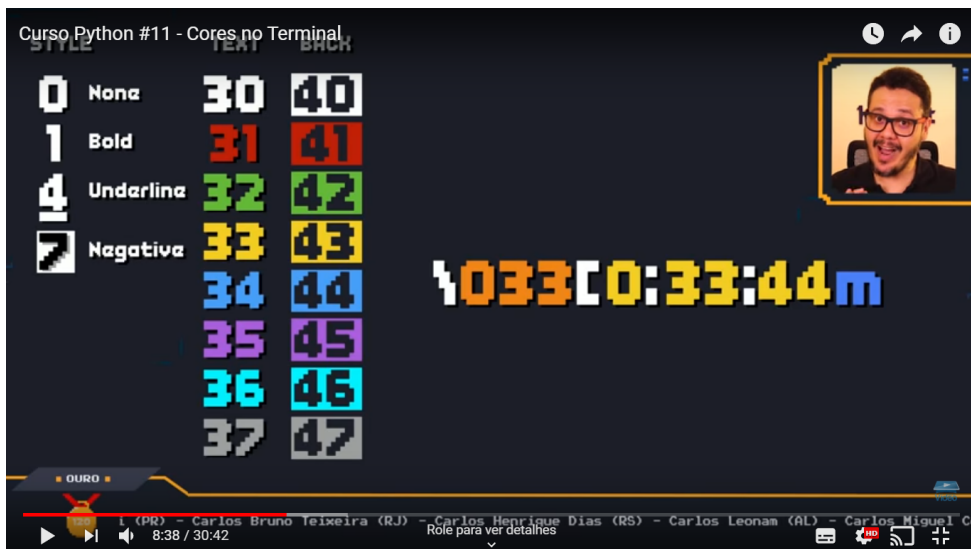 Curso Python #11 - Cores no Terminal
STYLE TEXT BACK
0 None 30 40
1 Bold 31 41
4 Underline 32 42
7 Negative 33 43
34 44
35 45
36 46
37 47
\033[0;33;44m
OURO
120
(PR) - Carlos Bruno Teixeira (RJ) - Carlos Henrique Dias (RS) - Carlos Leonam (AL) - Carlos Miguel C
8:38 / 30:42
Role para ver detalhes
HD